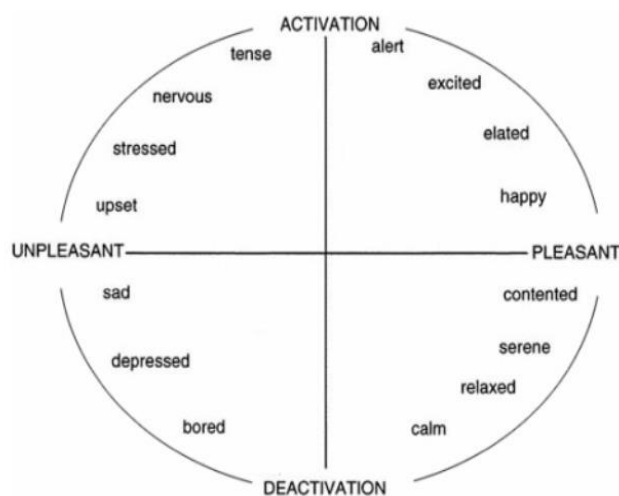 ACTIVATION
tense
alert
nervous
excited
stressed
elated
upset
happy
UNPLEASANT
PLEASANT
sad
contented
depressed
serene
relaxed
bored
calm
DEACTIVATION